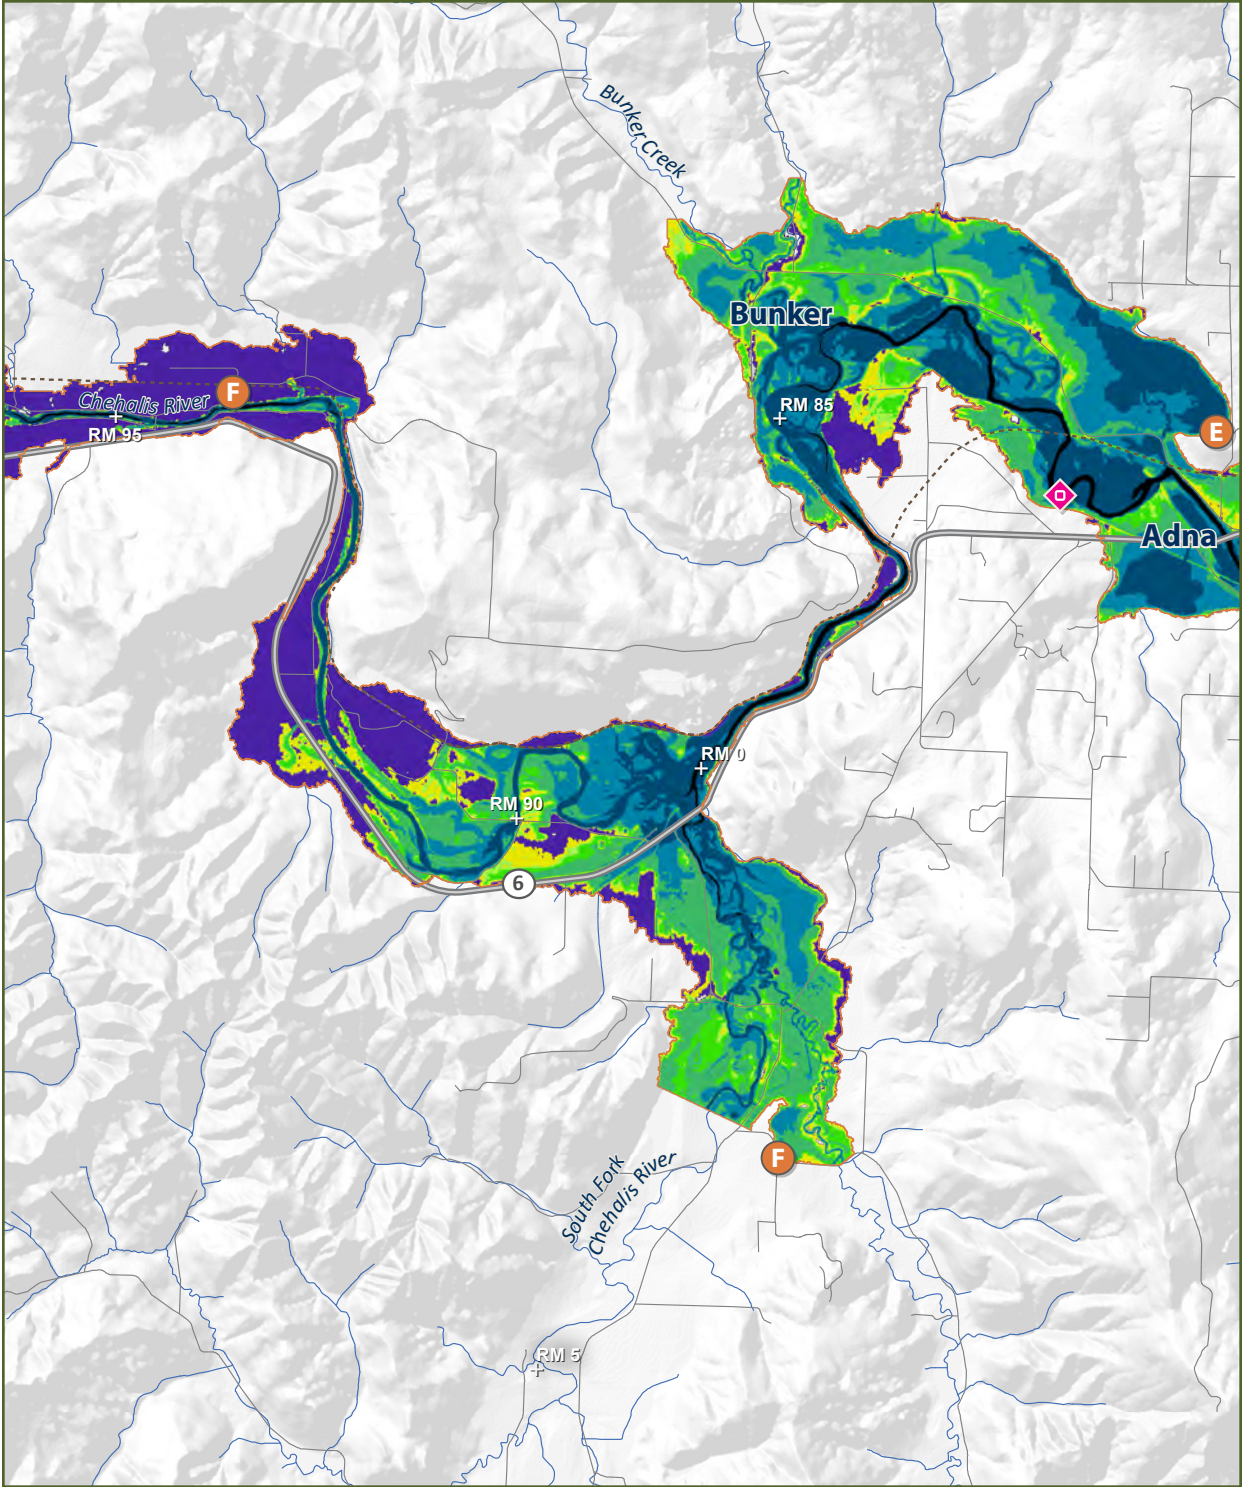 Bunker Creek
Bunker
F
Chehalis River
RM 95
RM 85
E
Adna
RM 0
RM 90
6
F
South Fork
Chehalis River
RM 5